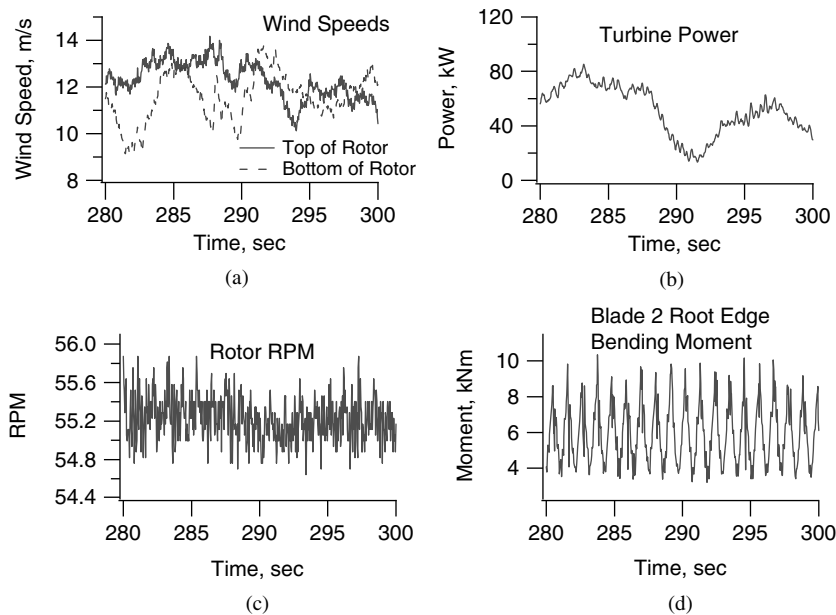 Wind Speeds
Wind Speed, m/s
14
12
10
8
Top of Rotor
Bottom of Rotor
280
285
290
295
300
Time, sec
(a)
Turbine Power
Power, kW
120
80
40
0
280
285
290
295
300
Time, sec
(b)
Rotor RPM
RPM
56.0
55.6
55.2
54.8
54.4
280
285
290
295
300
Time, sec
(c)
Blade 2 Root Edge
Bending Moment
Moment, kNm
10
8
6
4
280
285
290
295
300
Time, sec
(d)